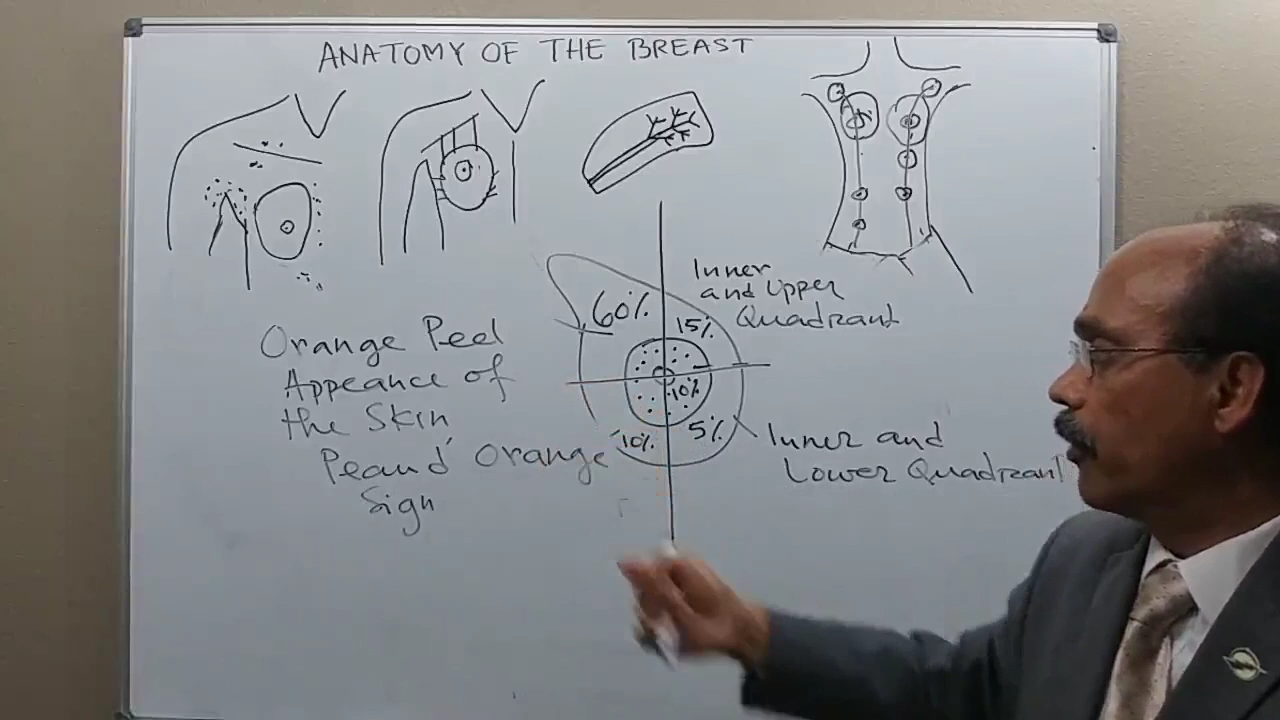 ANATOMY OF THE BREAST
Inner
and Upper
Quadrant
60%
15%
Orange Peel
Appeance of
the Skin
Peaud' Orange
Sign
10%
10%
5%
Inner and
Lower Quadrant